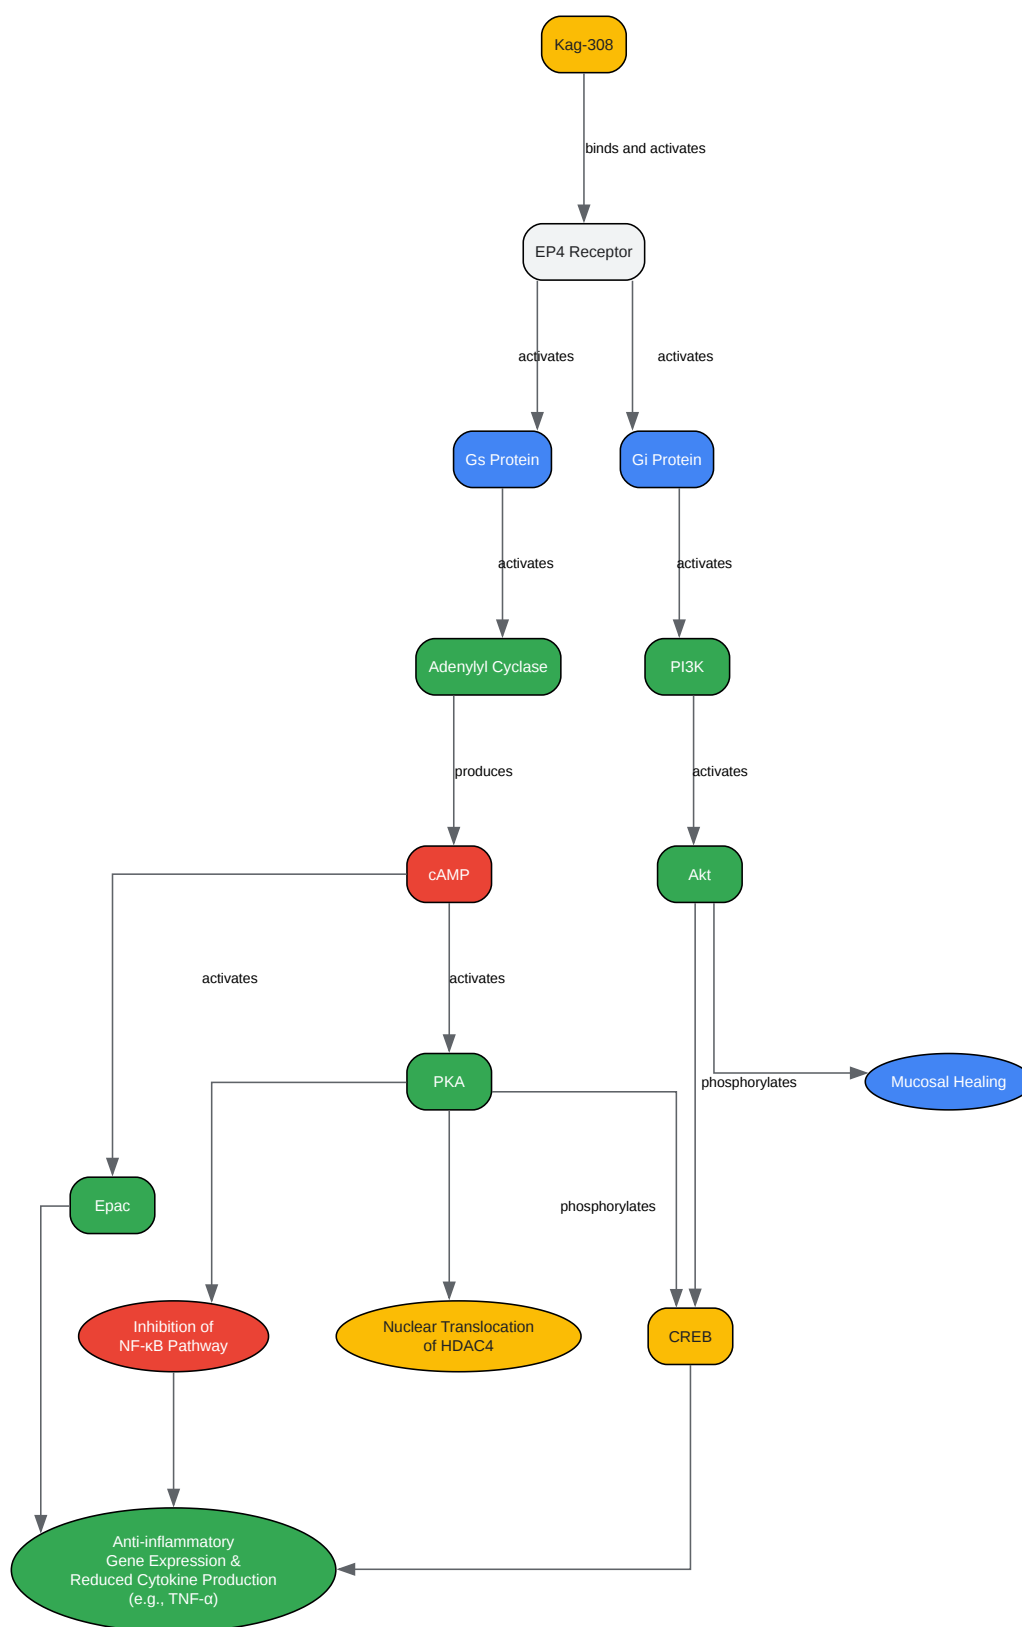 Kag-308
binds and activates
EP4 Receptor
activates
activates
Gs Protein
Gi Protein
activates
activates
Adenylyl Cyclase
PI3K
produces
activates
cAMP
Akt
activates
activates
PKA
phosphorylates
Mucosal Healing
Epac
phosphorylates
Inhibition of
NF-κB Pathway
Nuclear Translocation
of HDAC4
CREB
Anti-inflammatory
Gene Expression &
Reduced Cytokine Production
(e.g., TNF-α)